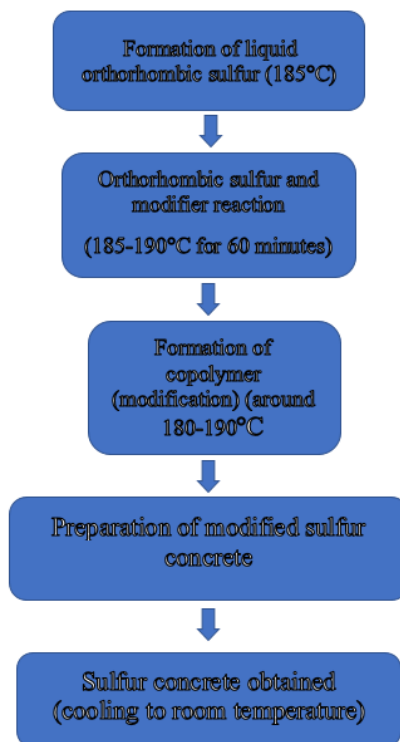 Formation of liquid
orthorhombic sulfur (185°C)
Orthorhombic sulfur and
modifier reaction
(185-190°C for 60 minutes)
Formation of
copolymer
(modification) (around
180-190°C
Preparation of modified sulfur
concrete
Sulfur concrete obtained
(cooling to room temperature)